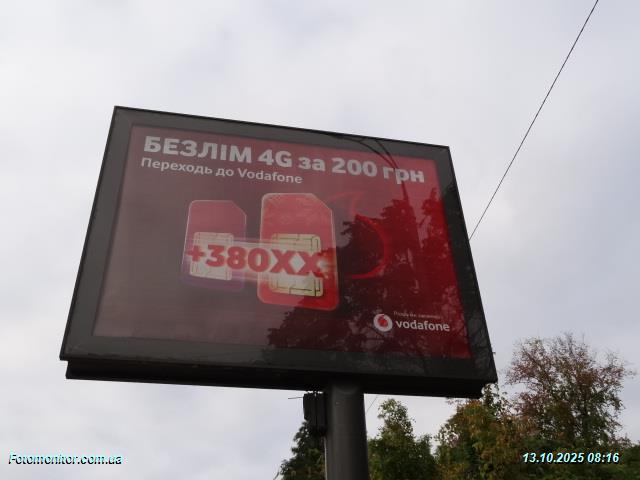 БЕЗЛІМ 4G за 200 грн
Переходь до Vodafone
+380XX
vodafone
Fotomonitor.com.ua
13.10.2025 08:16